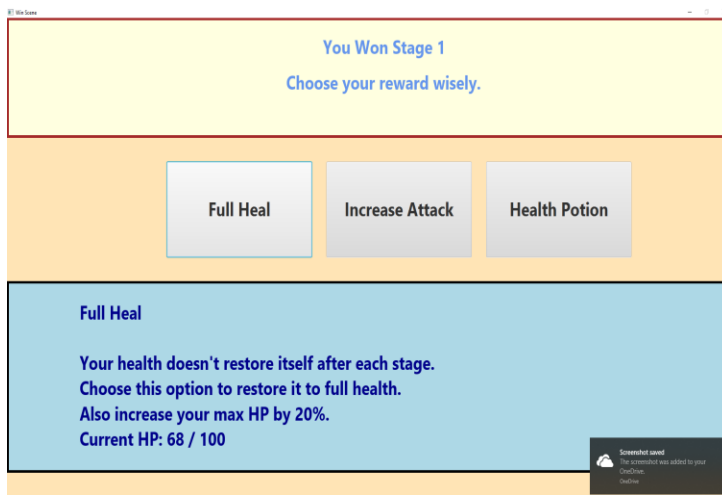 Win Scene
You Won Stage 1
Choose your reward wisely.
Full Heal
Increase Attack
Health Potion
Full Heal
Your health doesn't restore itself after each stage.
Choose this option to restore it to full health.
Also increase your max HP by 20%.
Current HP: 68 / 100
Screenshot saved
The screenshot was added to your
OneDrive.
OneDrive